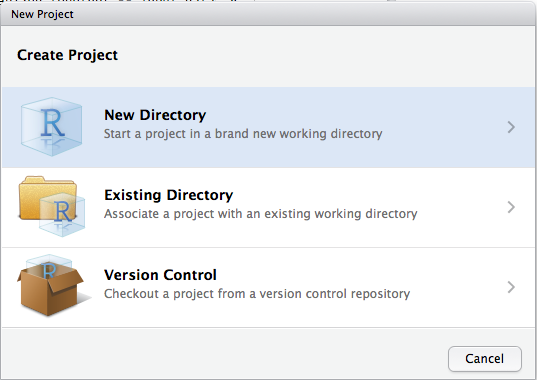 New Project
Create Project
R
New Directory
Start a project in a brand new working directory
R
Existing Directory
Associate a project with an existing working directory
R
Version Control
Checkout a project from a version control repository
Cancel